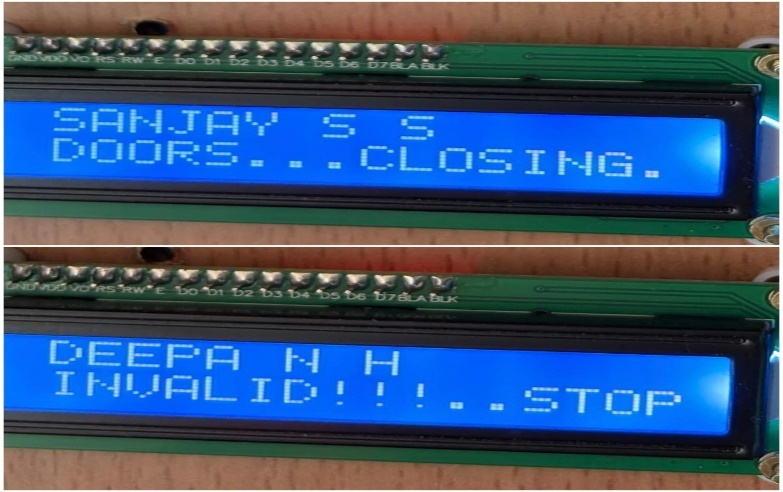 GND VDD VO RS RW E D0 D1 D2 D3 D4 D5 D6 D7 BLA BLK
SANJAY S S
DOORS...CLOSING.
GND VDD VO RS RW E D0 D1 D2 D3 D4 D5 D6 D7 BLA BLK
DEEPA N H
INVALID!!!..STOP